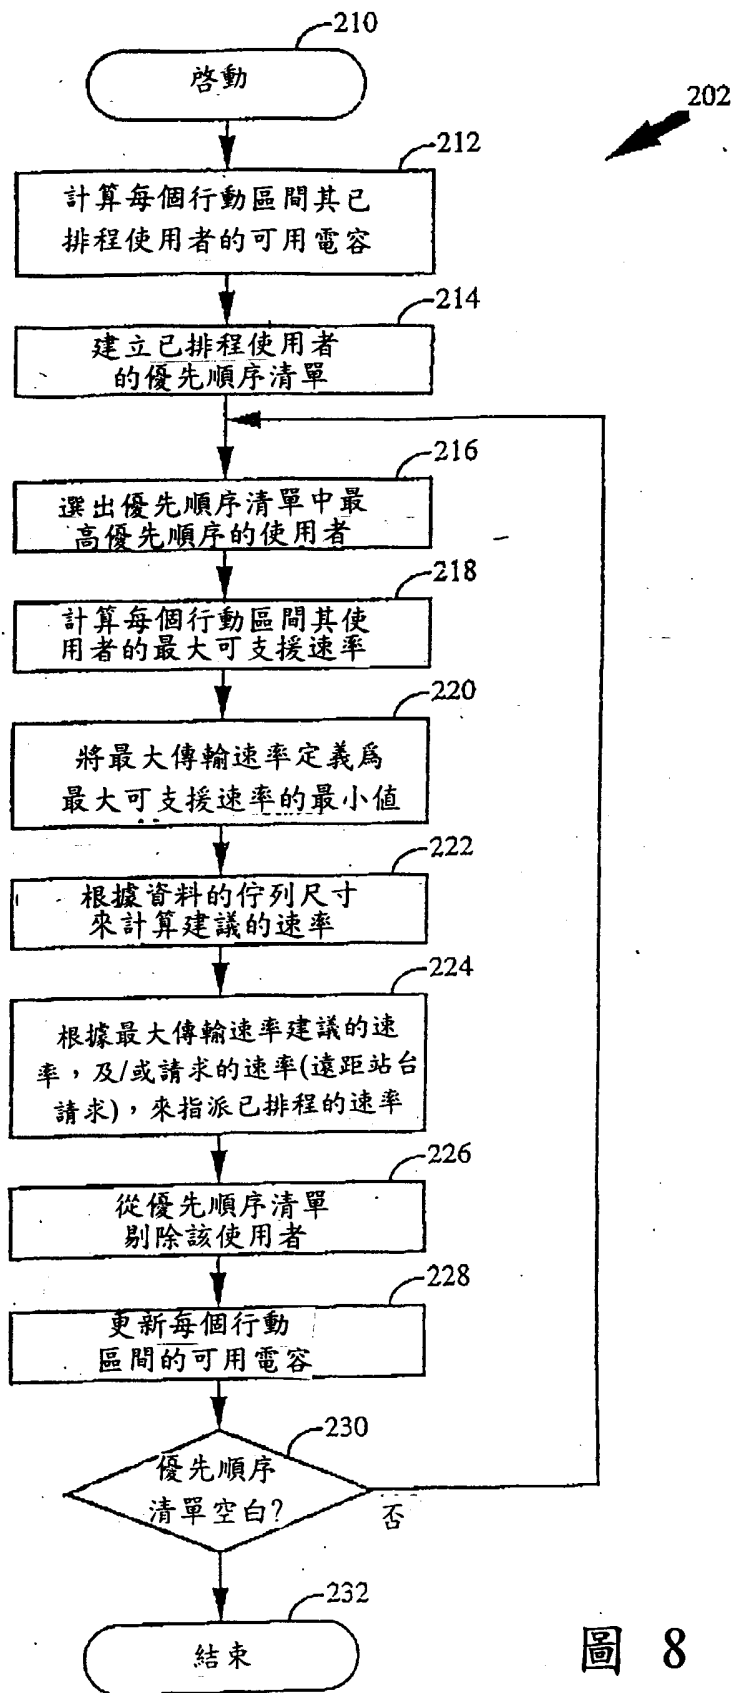 210
啓動
202
212
計算每個行動區間其已
排程使用者的可用電容
214
建立已排程使用者
的優先順序清單
216
選出優先順序清單中最
高優先順序的使用者
218
計算每個行動區間其使
用者的最大可支援速率
220
將最大傳輸速率定義爲
最大可支援速率的最小值
222
根據資料的佇列尺寸
來計算建議的速率
224
根據最大傳輸速率建議的速
率，及/或請求的速率(遠距站台
請求)，來指派已排程的速率
226
從優先順序清單
剔除該使用者
228
更新每個行動
區間的可用電容
230
優先順序
清單空白?
否
232
結束
圖 8